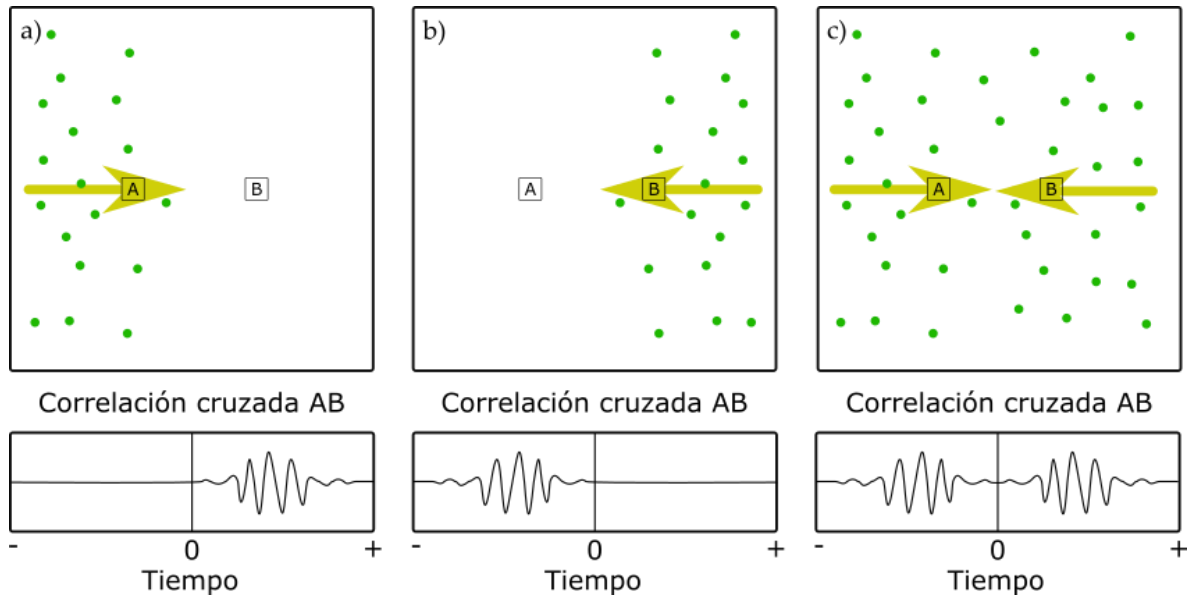 a)
A
B
Correlación cruzada AB
- 0 +
Tiempo
b)
A
B
Correlación cruzada AB
- 0 +
Tiempo
c)
A
B
Correlación cruzada AB
- 0 +
Tiempo